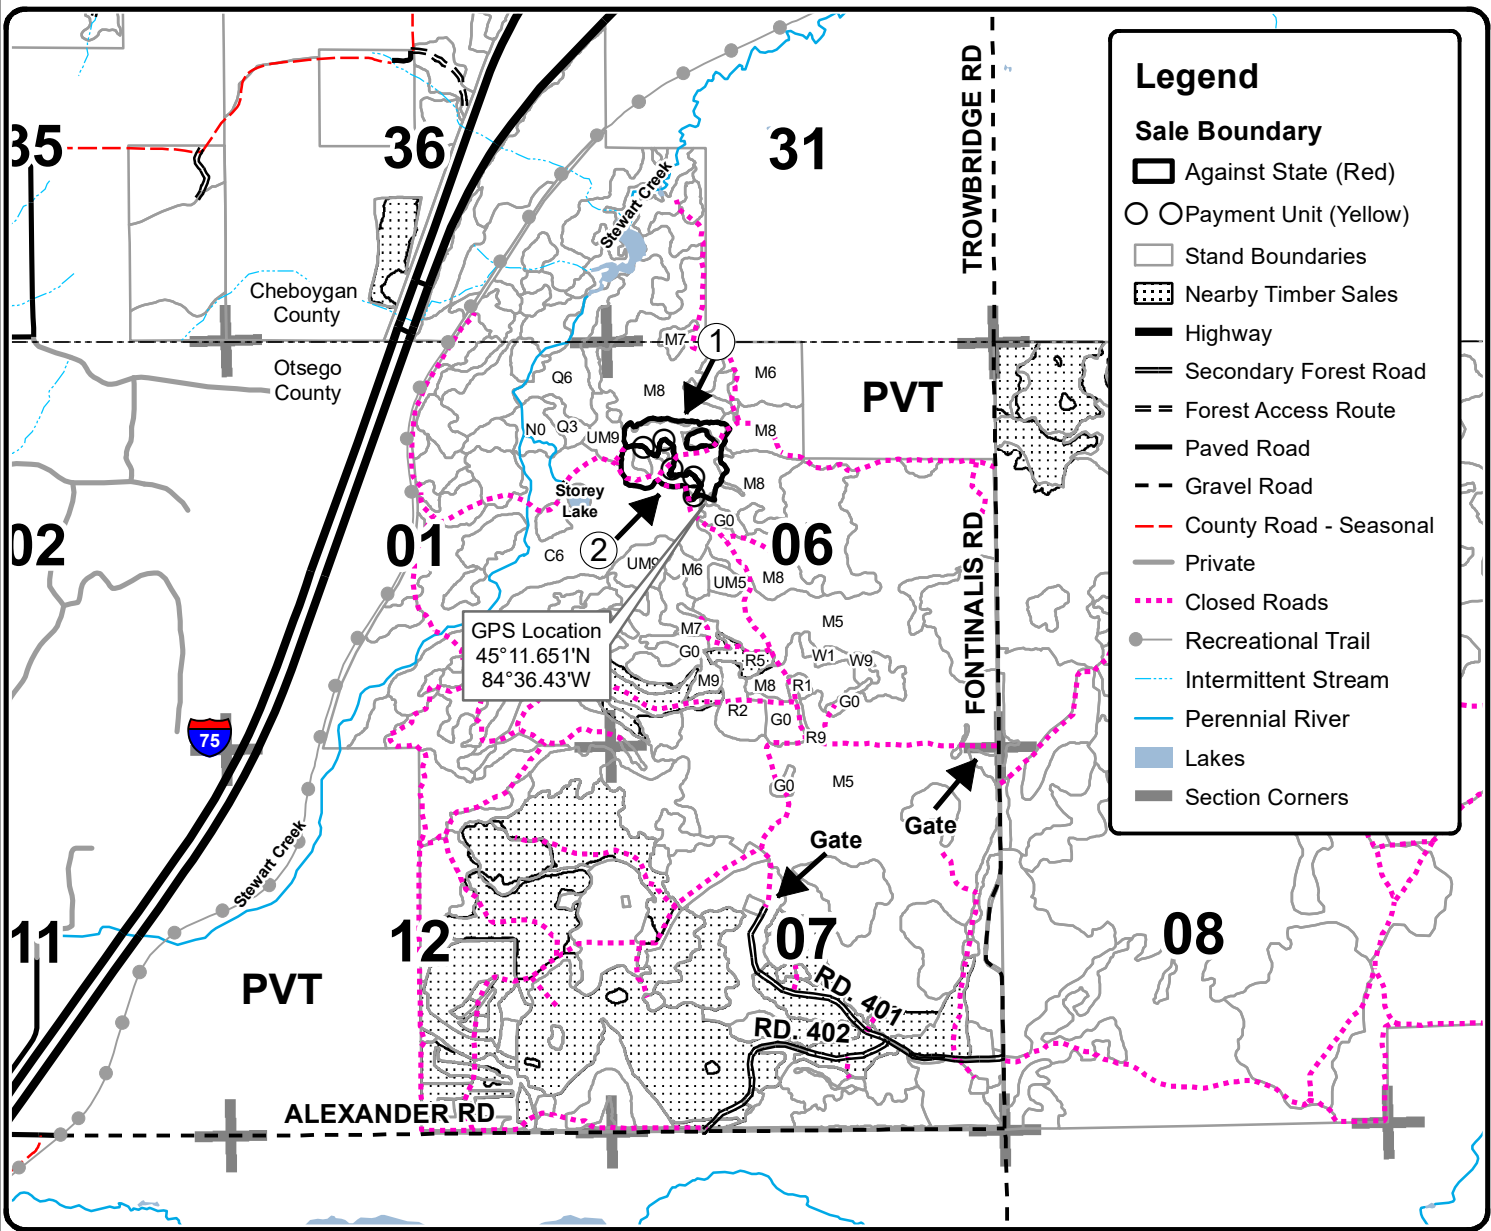 Legend
Sale Boundary
Against State (Red)
Payment Unit (Yellow)
Stand Boundaries
Nearby Timber Sales
Highway
Secondary Forest Road
Forest Access Route
Paved Road
Gravel Road
County Road - Seasonal
Private
Closed Roads
Recreational Trail
Intermittent Stream
Perennial River
Lakes
Section Corners
35
36
31
TROWBRIDGE RD
Stewart Creek
Cheboygan
County
Otsego
County
M7
1
Q6
M8
M6
PVT
N0
Q3
UM9
M8
Storey
Lake
M8
G0
02
01
2
06
C6
UM9
M6
UM5
M8
FONTINALIS RD
GPS Location
45°11.651'N
84°36.43'W
M7
M5
G0
R5
W1
W9
M9
M8
R1
G0
R2
G0
R9
75
G0
M5
Gate
Gate
Stewart Creek
11
12
07
08
PVT
RD. 401
RD. 402
ALEXANDER RD